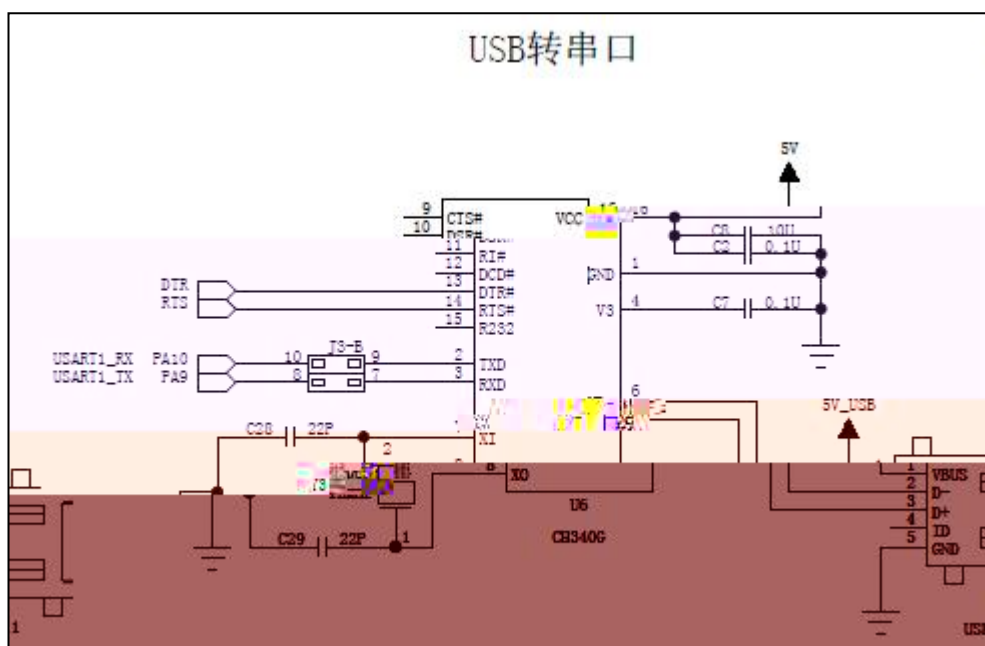 USB转串口
5V
9 CTS# VCC
10 DSR#
C8 10U
11 RI# C2 0.1U
12 DCD# GND 1
DTR 13 DTR#
RTS 14 RTS# V3 4 C7 0.1U
15 R232
J3-B
USART1_RX PA10 10 9 2 TXD
USART1_TX PA9 8 7 3 RXD
6
5V_USB
C28 22P XI
2
8 XO 1 VBUS
Y3 2 D-
U6 3 D+
4 ID
C29 22P 1 CH340G 5 GND
1